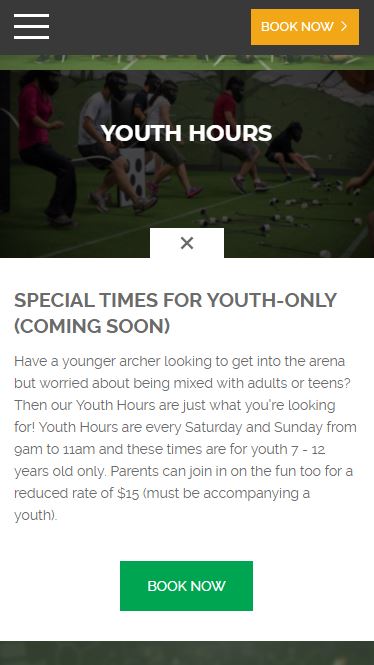 BOOK NOW >
YOUTH HOURS
×
SPECIAL TIMES FOR YOUTH-ONLY
(COMING SOON)
Have a younger archer looking to get into the arena
but worried about being mixed with adults or teens?
Then our Youth Hours are just what you're looking
for! Youth Hours are every Saturday and Sunday from
9am to 11am and these times are for youth 7 - 12
years old only. Parents can join in on the fun too for a
reduced rate of $15 (must be accompanying a
youth).
BOOK NOW